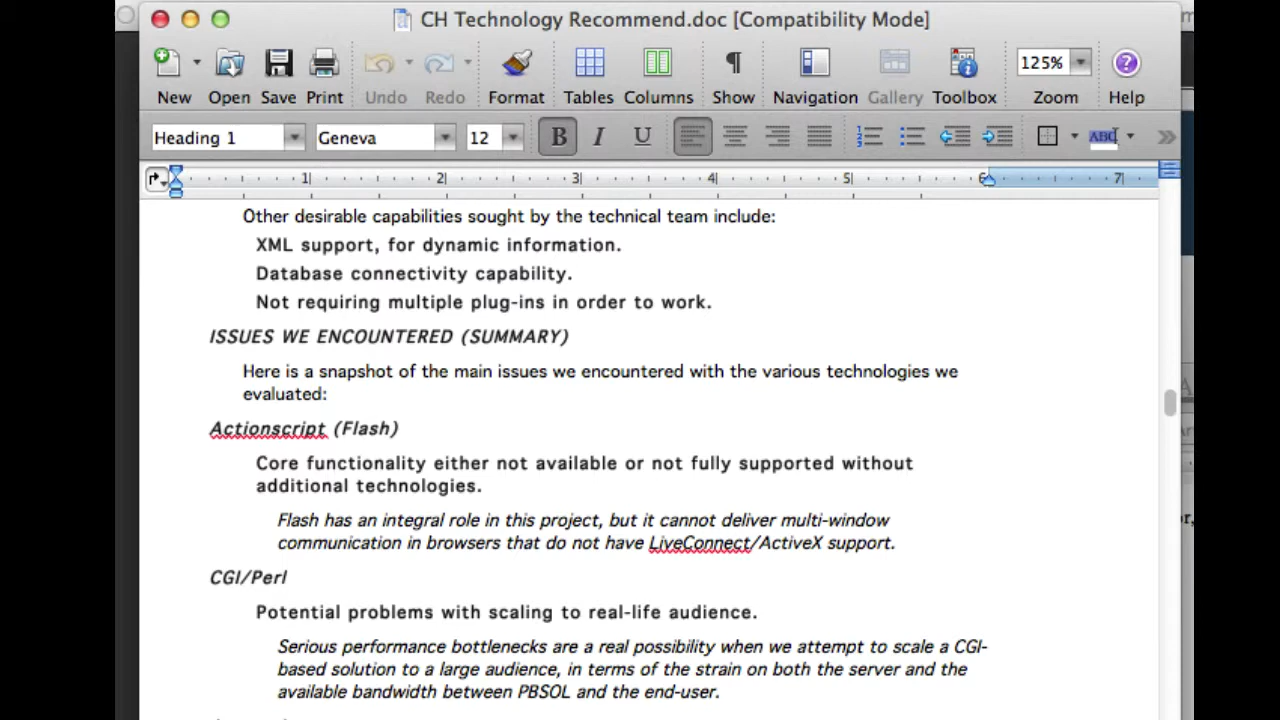 CH Technology Recommend.doc [Compatibility Mode]
New Open Save Print Undo Redo Format Tables Columns Show Navigation Gallery Toolbox 125% Zoom Help
Heading 1 Geneva 12 B I U ABC
1 2 3 4 5 6 7
Other desirable capabilities sought by the technical team include:
XML support, for dynamic information.
Database connectivity capability.
Not requiring multiple plug-ins in order to work.
ISSUES WE ENCOUNTERED (SUMMARY)
Here is a snapshot of the main issues we encountered with the various technologies we
evaluated:
Actionscript (Flash)
Core functionality either not available or not fully supported without
additional technologies.
Flash has an integral role in this project, but it cannot deliver multi-window
communication in browsers that do not have LiveConnect/ActiveX support.
CGI/Perl
Potential problems with scaling to real-life audience.
Serious performance bottlenecks are a real possibility when we attempt to scale a CGI-
based solution to a large audience, in terms of the strain on both the server and the
available bandwidth between PBSOL and the end-user.